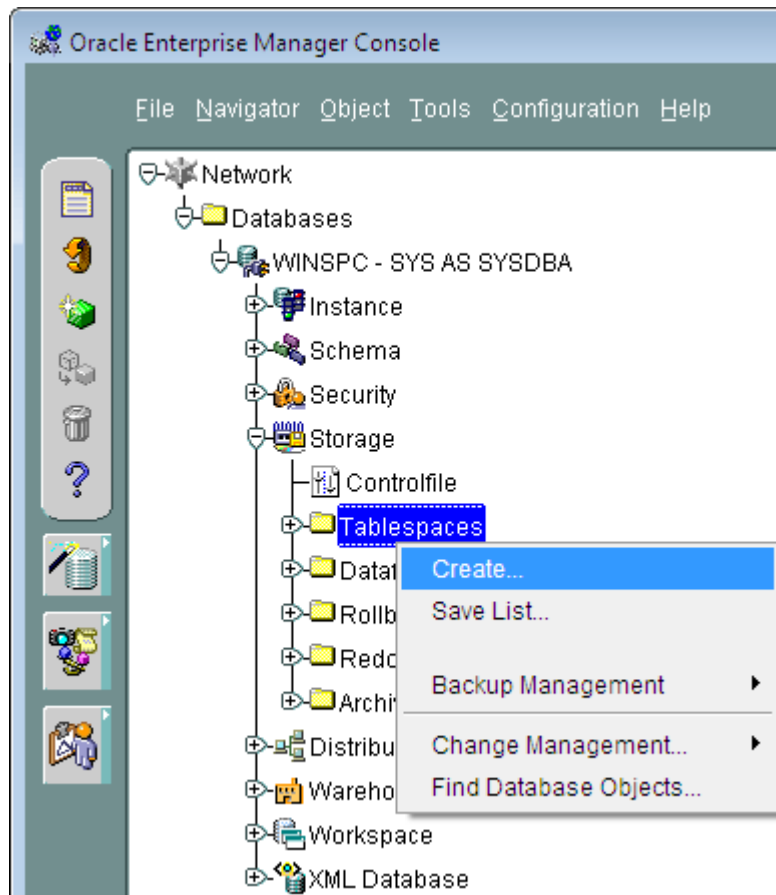 Oracle Enterprise Manager Console
File Navigator Object Tools Configuration Help
Network
Databases
WINSPC - SYS AS SYSDBA
Instance
Schema
Security
Storage
Controlfile
Tablespaces
Create...
Save List...
Backup Management
Change Management...
Find Database Objects...
Workspace
XML Database